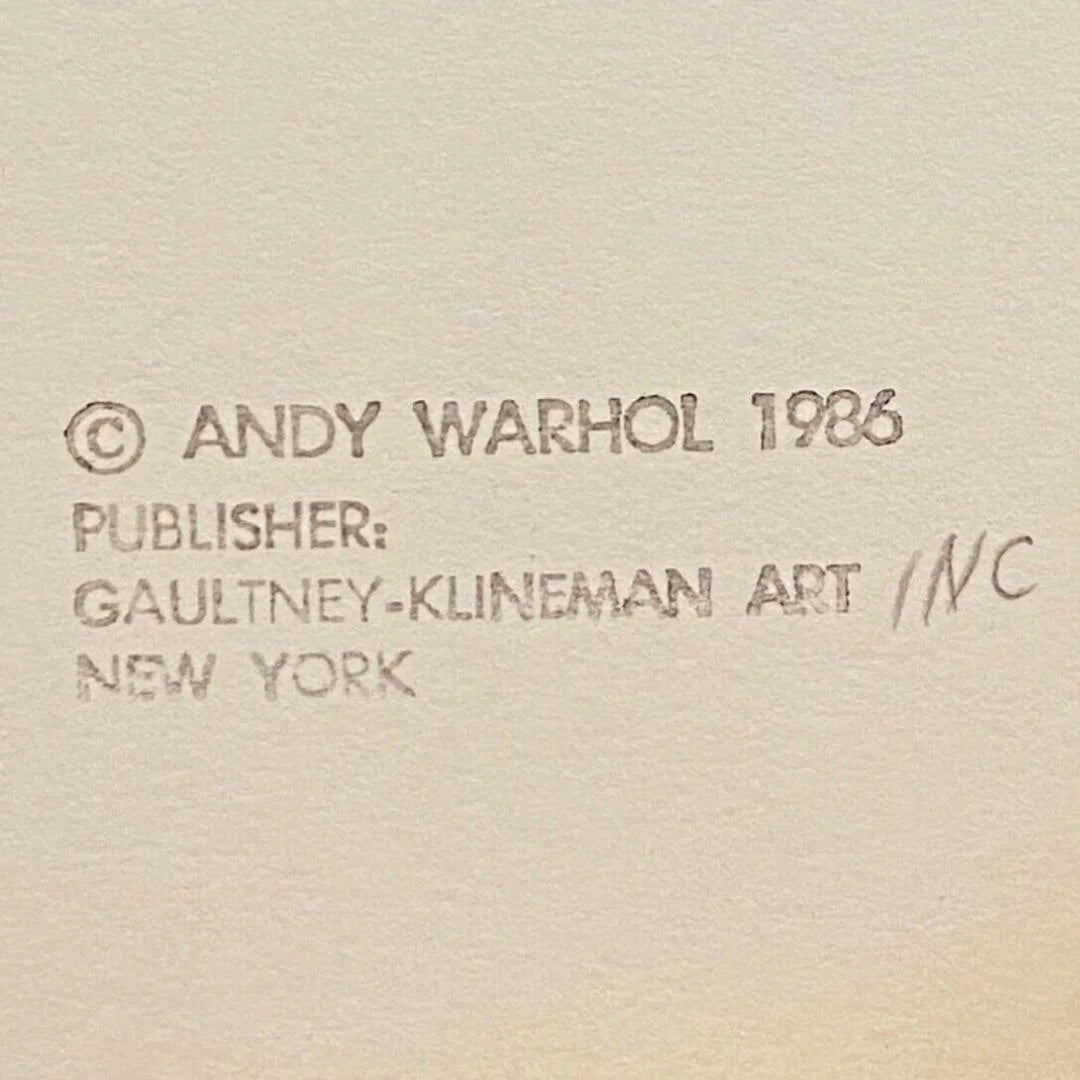 © ANDY WARHOL 1986
PUBLISHER:
GAULTNEY-KLINEMAN ART INC
NEW YORK